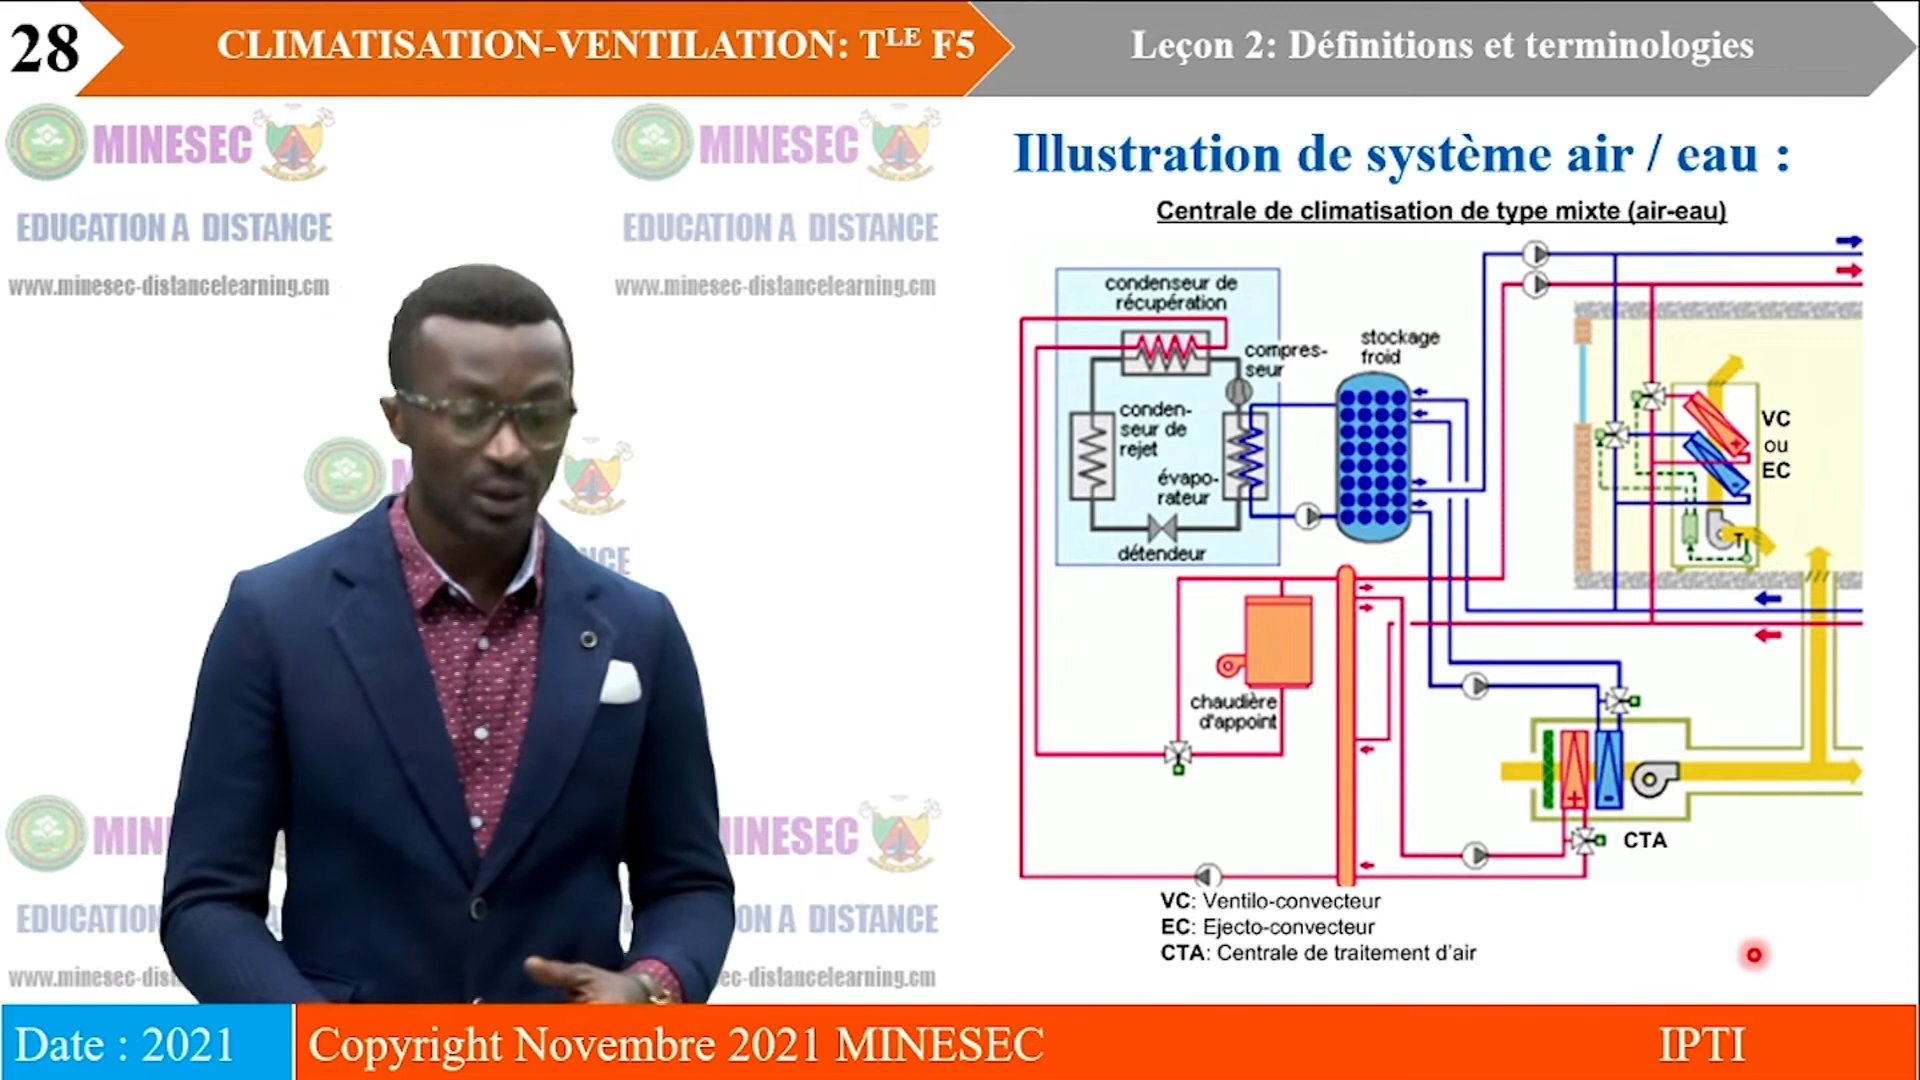 28
CLIMATISATION-VENTILATION: TLE F5
Leçon 2: Définitions et terminologies
MINESEC
MINESEC
EDUCATION A DISTANCE
EDUCATION A DISTANCE
www.minesec-distancelearning.cm
www.minesec-distancelearning.cm
Illustration de système air / eau :
Centrale de climatisation de type mixte (air-eau)
condenseur de
récupération
compres-
seur
stockage
froid
conden-
seur de
rejet
évapo-
rateur
détendeur
VC
ou
EC
T
chaudière
d'appoint
+
-
CTA
VC: Ventilo-convecteur
EC: Ejecto-convecteur
CTA: Centrale de traitement d'air
Date : 2021
Copyright Novembre 2021 MINESEC
IPTI